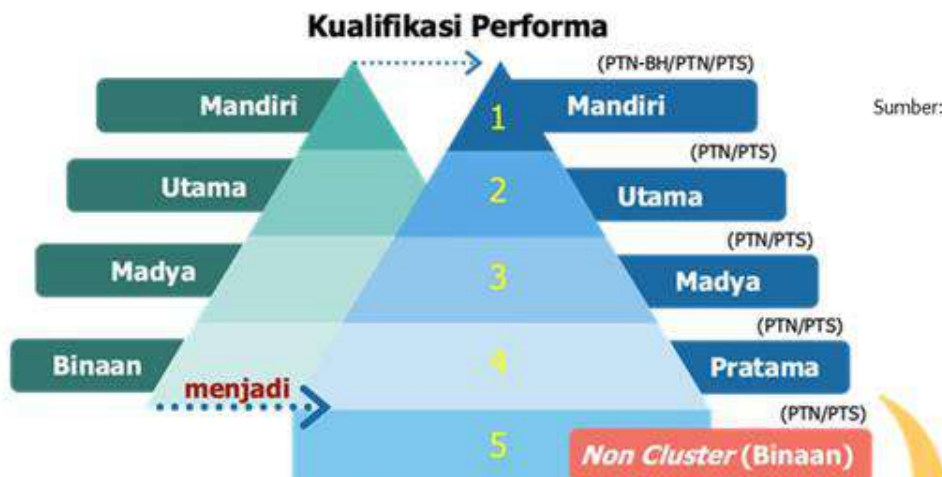 Kualifikasi Performa
(PTN-BH/PTN/PTS)
Mandiri
1
Mandiri
Sumber:
(PTN/PTS)
Utama
2
Utama
(PTN/PTS)
Madya
3
Madya
(PTN/PTS)
Binaan
4
Pratama
menjadi
(PTN/PTS)
5
Non Cluster (Binaan)